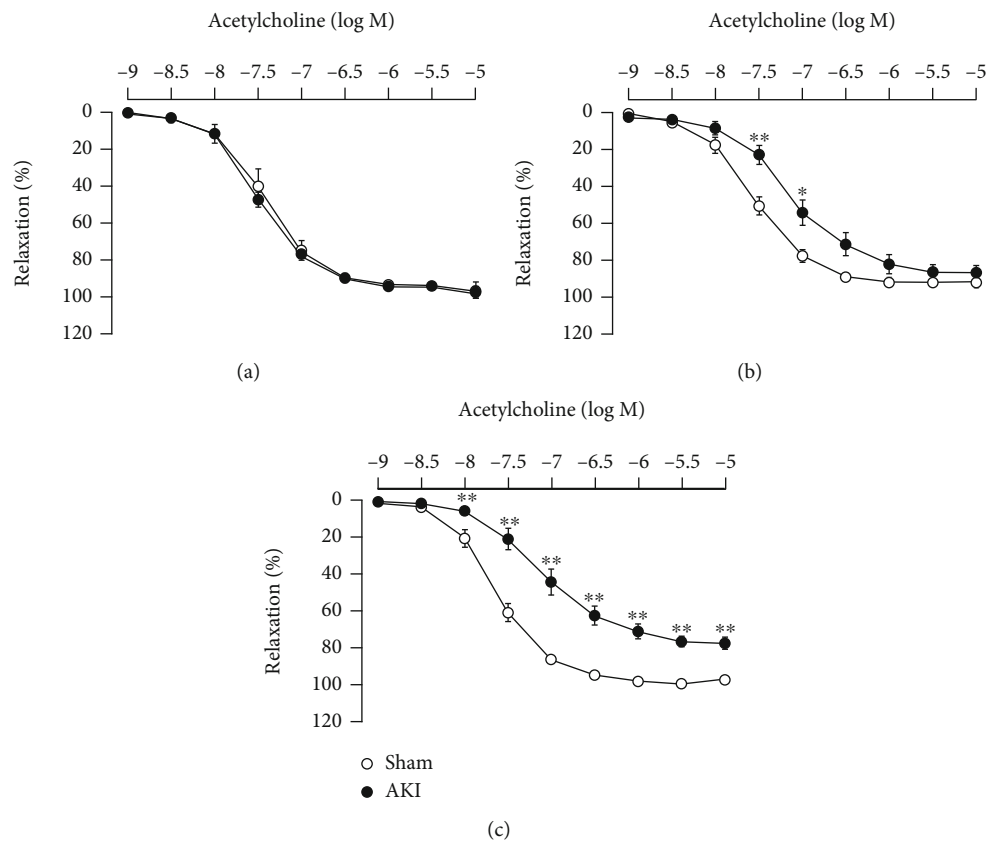 Acetylcholine (log M)
–9 –8.5 –8 –7.5 –7 –6.5 –6 –5.5 –5
0
20
40
60
80
100
120
Relaxation (%)
(a)
Acetylcholine (log M)
–9 –8.5 –8 –7.5 –7 –6.5 –6 –5.5 –5
0
20
40
60
80
100
120
Relaxation (%)
**
*
(b)
Acetylcholine (log M)
–9 –8.5 –8 –7.5 –7 –6.5 –6 –5.5 –5
0
20
40
60
80
100
120
Relaxation (%)
**
**
**
**
**
**
**
Sham
AKI
(c)